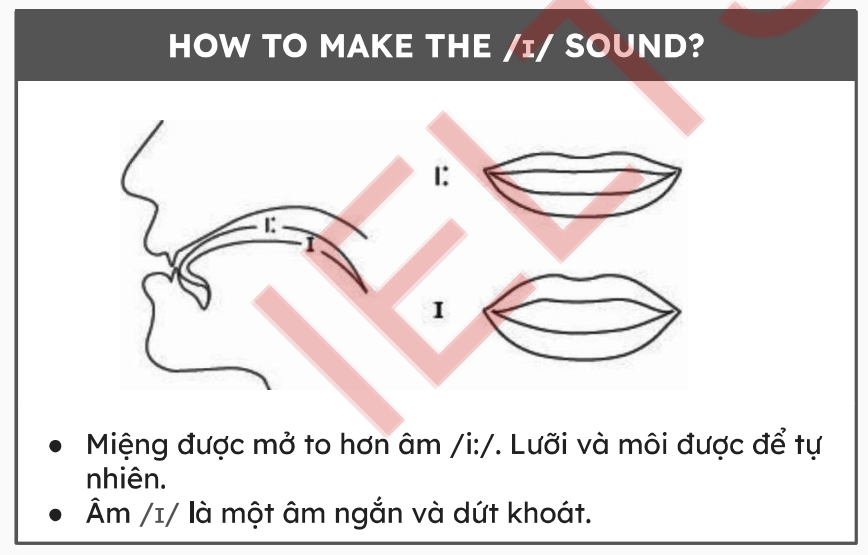 HOW TO MAKE THE /ɪ/ SOUND?
I:
I:
I
I
● Miệng được mở to hơn âm /i:/. Lưỡi và môi được để tự
nhiên.
● Âm /ɪ/ là một âm ngắn và dứt khoát.
IELTS